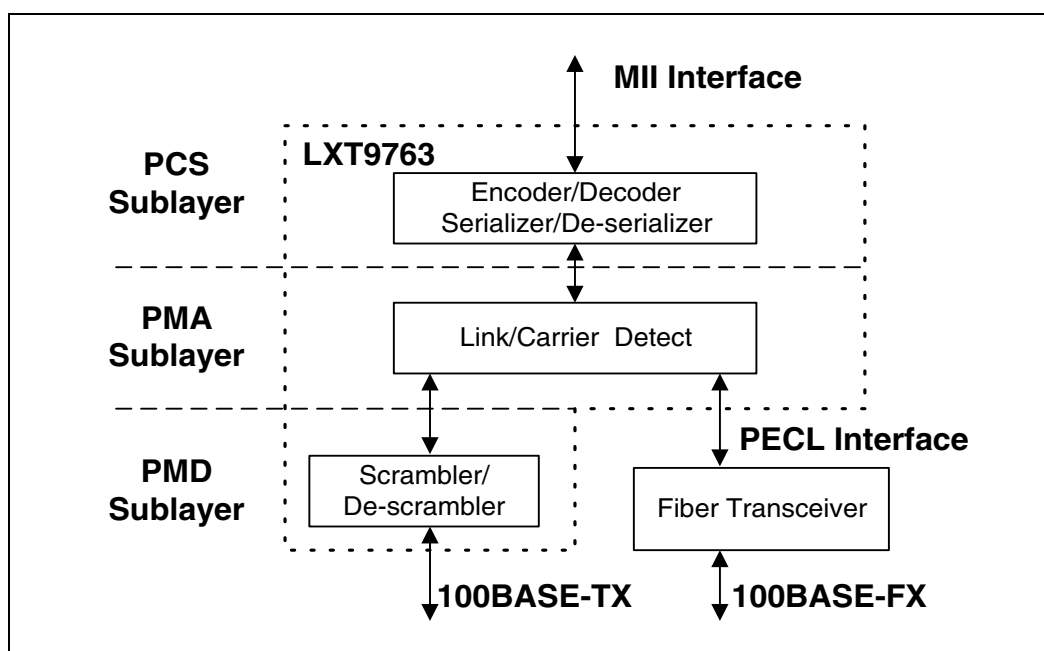 MII Interface
LXT9763
PCS
Sublayer
Encoder/Decoder
Serializer/De-serializer
PMA
Sublayer
Link/Carrier Detect
PECL Interface
PMD
Sublayer
Scrambler/
De-scrambler
Fiber Transceiver
100BASE-TX
100BASE-FX